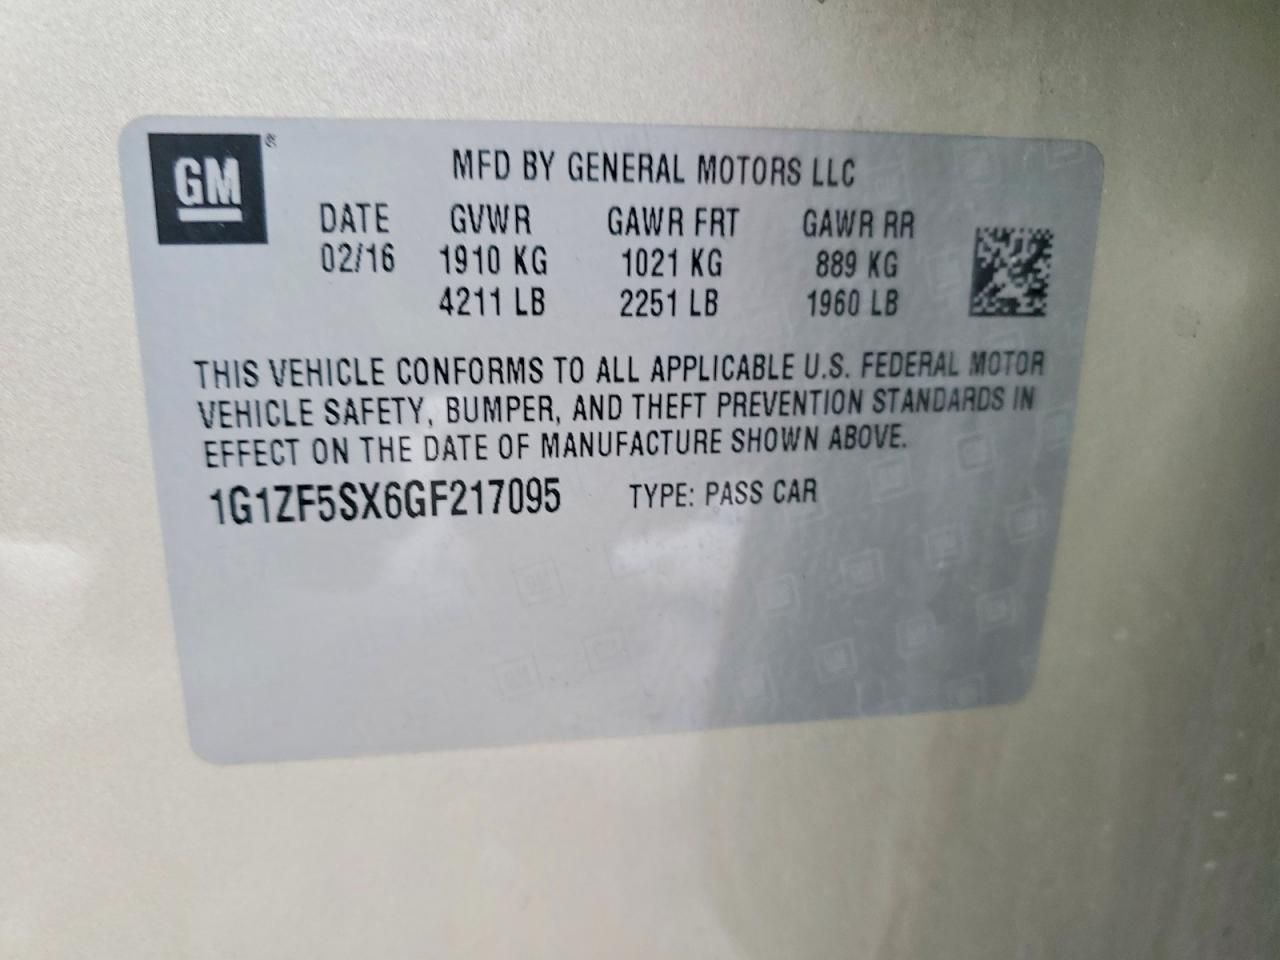 GM
MFD BY GENERAL MOTORS LLC
DATE GVWR GAWR FRT GAWR RR
02/16 1910 KG 1021 KG 889 KG
4211 LB 2251 LB 1960 LB
THIS VEHICLE CONFORMS TO ALL APPLICABLE U.S. FEDERAL MOTOR
VEHICLE SAFETY, BUMPER, AND THEFT PREVENTION STANDARDS IN
EFFECT ON THE DATE OF MANUFACTURE SHOWN ABOVE.
1G1ZF5SX6GF217095 TYPE: PASS CAR